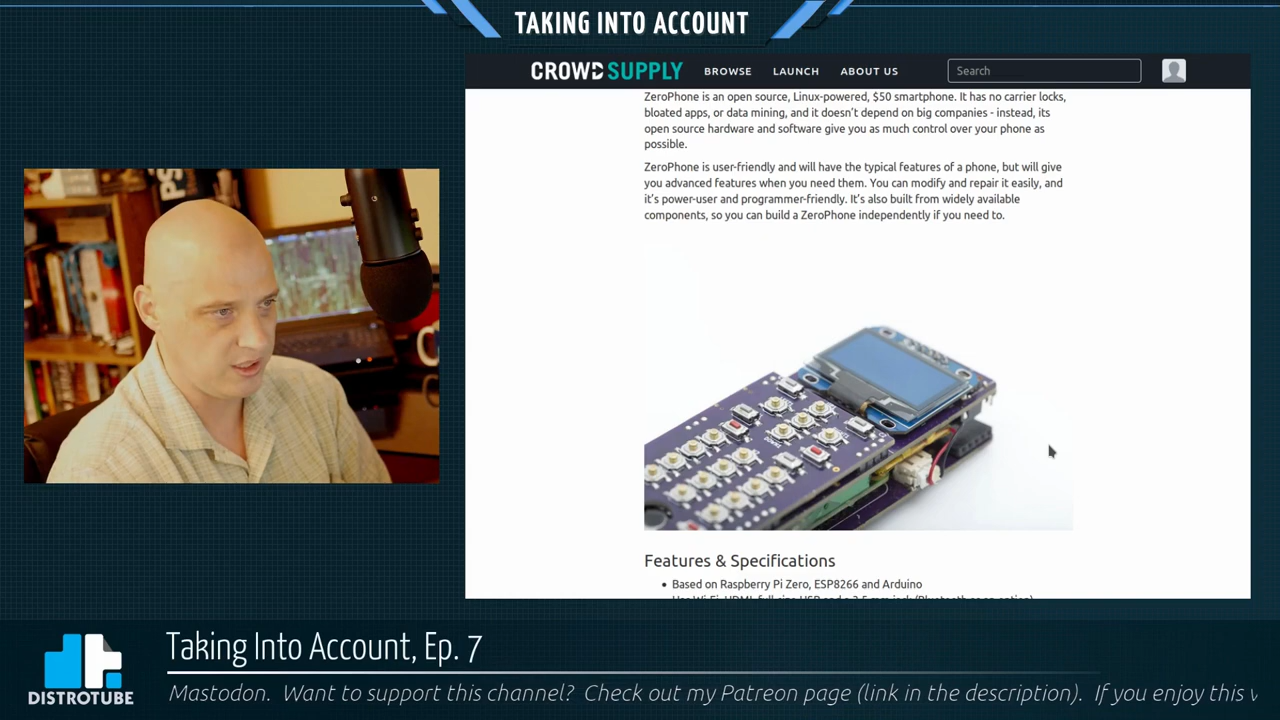 TAKING INTO ACCOUNT
CROWD SUPPLY BROWSE LAUNCH ABOUT US Search
ZeroPhone is an open source, Linux-powered, $50 smartphone. It has no carrier locks,
bloated apps, or data mining, and it doesn't depend on big companies - instead, its
open source hardware and software give you as much control over your phone as
possible.
ZeroPhone is user-friendly and will have the typical features of a phone, but will give
you advanced features when you need them. You can modify and repair it easily, and
it's power-user and programmer-friendly. It's also built from widely available
components, so you can build a ZeroPhone independently if you need to.
Features & Specifications
• Based on Raspberry Pi Zero, ESP8266 and Arduino
Taking Into Account, Ep. 7
DISTROTUBE
Mastodon. Want to support this channel? Check out my Patreon page (link in the description). If you enjoy this